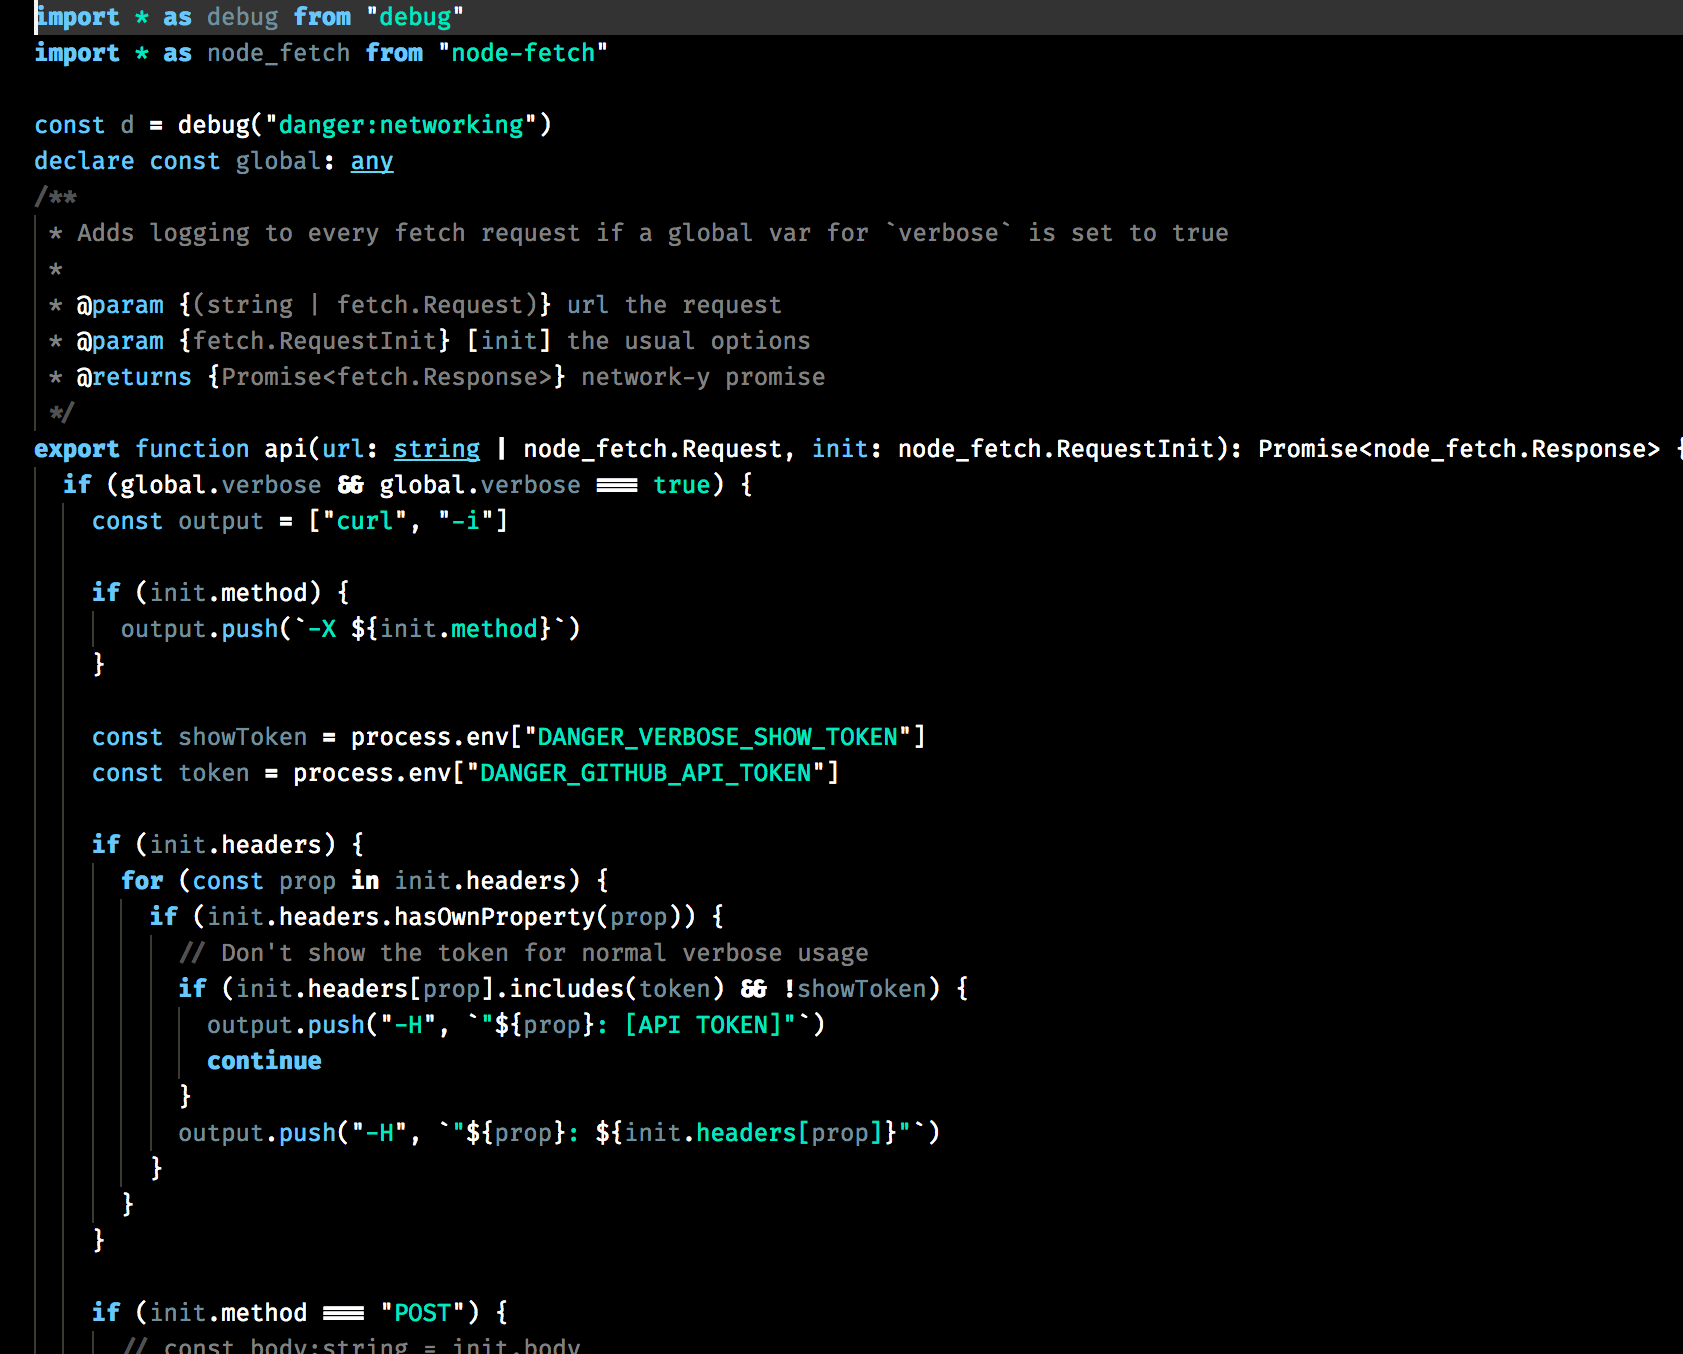 import * as debug from "debug"
import * as node_fetch from "node-fetch"
const d = debug("danger:networking")
declare const global: any
/**
* Adds logging to every fetch request if a global var for `verbose` is set to true
*
* @param {(string | fetch.Request)} url the request
* @param {fetch.RequestInit} [init] the usual options
* @returns {Promise<fetch.Response>} network-y promise
*/
export function api(url: string | node_fetch.Request, init: node_fetch.RequestInit): Promise<node_fetch.Response> {
if (global.verbose && global.verbose === true) {
const output = ["curl", "-i"]
if (init.method) {
output.push(`-X ${init.method}`)
}
const showToken = process.env["DANGER_VERBOSE_SHOW_TOKEN"]
const token = process.env["DANGER_GITHUB_API_TOKEN"]
if (init.headers) {
for (const prop in init.headers) {
if (init.headers.hasOwnProperty(prop)) {
// Don't show the token for normal verbose usage
if (init.headers[prop].includes(token) && !showToken) {
output.push("-H", `"${prop}: [API TOKEN]"`)
continue
}
output.push("-H", `"${prop}: ${init.headers[prop]}"`)
}
}
}
if (init.method === "POST") {
// const body:string = init.body